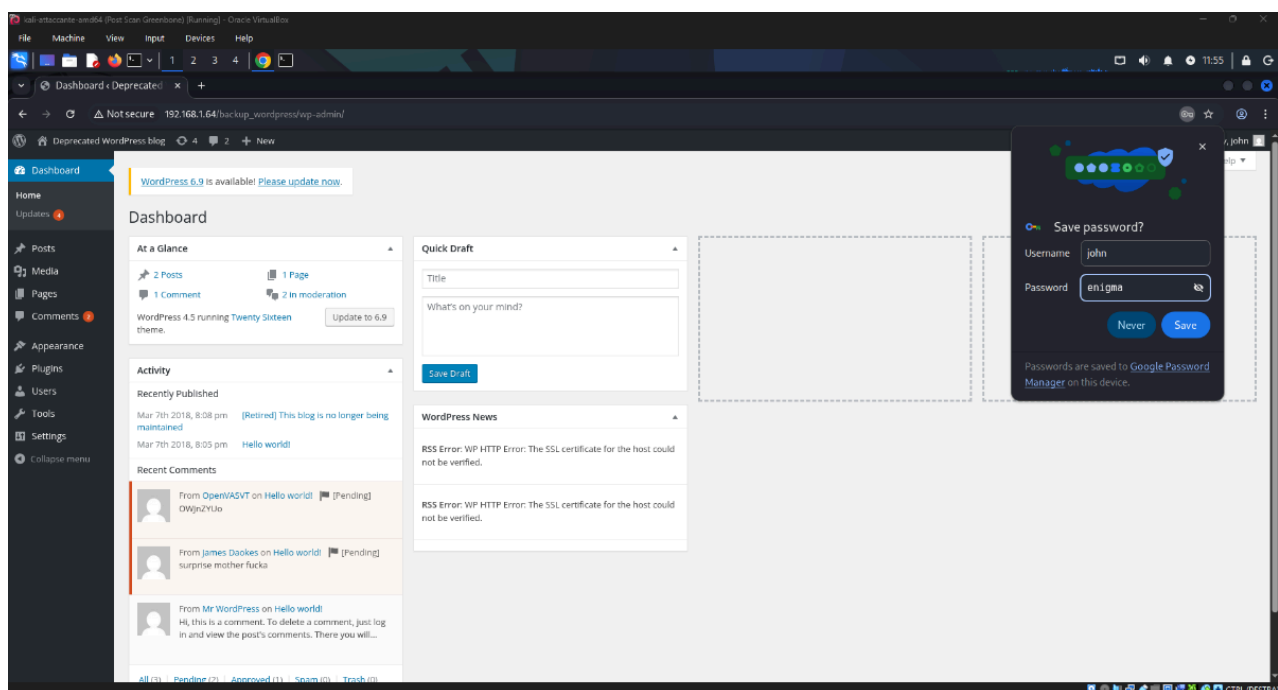 kali-attaccante-amd64 (Post Scan Greenbone) [Running] - Oracle VirtualBox
File Machine View Input Devices Help
1 2 3 4 11:55
Dashboard ‹ Deprecated
Not secure 192.168.1.64/backup_wordpress/wp-admin/
Deprecated WordPress blog 4 2 + New
, john
Dashboard
Home
Updates 4
Posts
Media
Pages
Comments 2
Appearance
Plugins
Users
Tools
Settings
Collapse menu
WordPress 6.9 is available! Please update now.
Dashboard
At a Glance
2 Posts 1 Page
1 Comment 2 in moderation
WordPress 4.5 running Twenty Sixteen
theme.
Update to 6.9
Activity
Recently Published
Mar 7th 2018, 8:08 pm [Retired] This blog is no longer being
maintained
Mar 7th 2018, 8:05 pm Hello world!
Recent Comments
From OpenVASVT on Hello world! [Pending]
DWjnZYUo
From James Daokes on Hello world! [Pending]
surprise mother fucka
From Mr WordPress on Hello world!
Hi, this is a comment. To delete a comment, just log
in and view the post's comments. There you will...
All (3) | Pending (2) | Approved (1) | Spam (0) | Trash (0)
Quick Draft
Title
What's on your mind?
Save Draft
WordPress News
RSS Error: WP HTTP Error: The SSL certificate for the host could
not be verified.
RSS Error: WP HTTP Error: The SSL certificate for the host could
not be verified.
Save password?
Username john
Password enigma
Never Save
Passwords are saved to Google Password
Manager on this device.